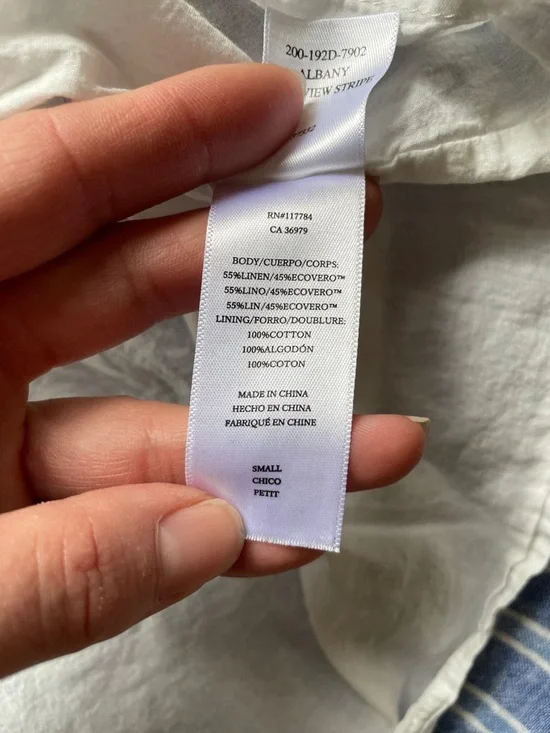 200-192D-7902
ALBANY
VIEW STRIPE
RN#117784
CA 36979
BODY/CUERPO/CORPS:
55%LINEN/45%ECOVERO™
55%LINO/45%ECOVERO™
55%LIN/45%ECOVERO™
LINING/FORRO/DOUBLURE:
100%COTTON
100%ALGODÓN
100%COTON
MADE IN CHINA
HECHO EN CHINA
FABRIQUÉ EN CHINE
SMALL
CHICO
PETIT